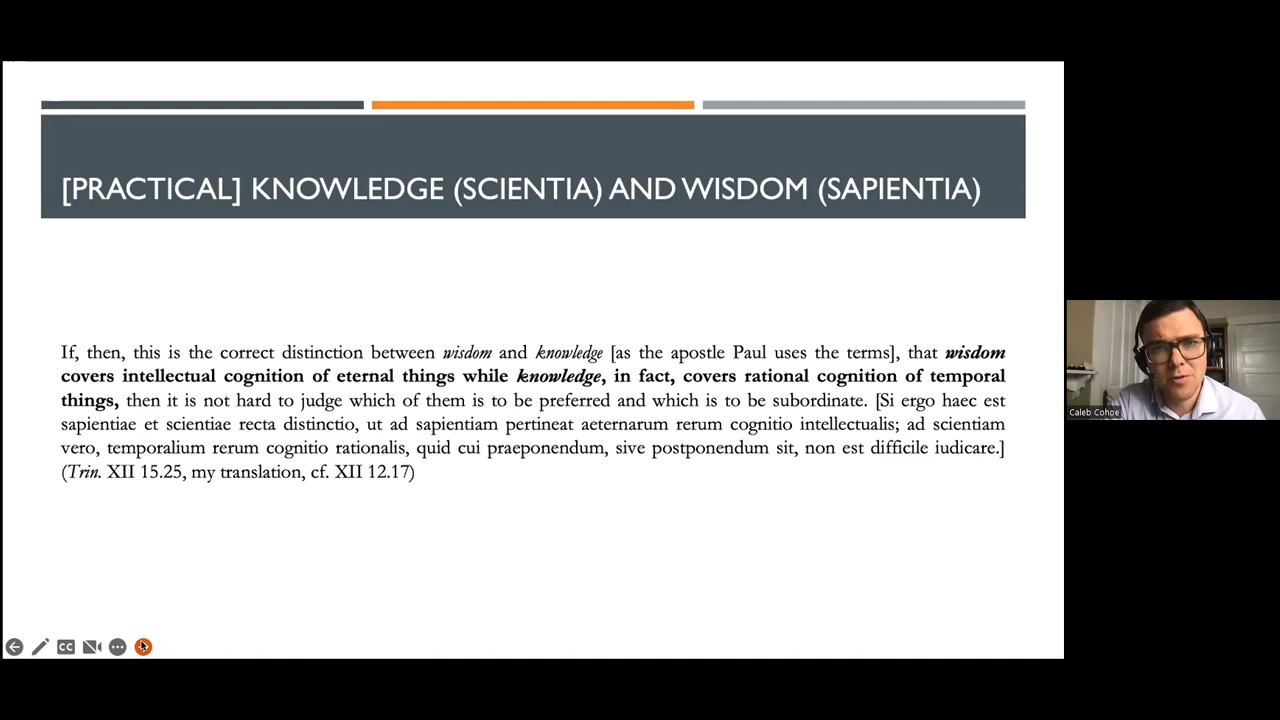 [PRACTICAL] KNOWLEDGE (SCIENTIA) AND WISDOM (SAPIENTIA)
If, then, this is the correct distinction between wisdom and knowledge [as the apostle Paul uses the terms], that wisdom
covers intellectual cognition of eternal things while knowledge, in fact, covers rational cognition of temporal
things, then it is not hard to judge which of them is to be preferred and which is to be subordinate. [Si ergo haec est
sapientiae et scientiae recta distinctio, ut ad sapientiam pertineat aeternarum rerum cognitio intellectualis; ad scientiam
vero, temporalium rerum cognitio rationalis, quid cui praeponendum, sive postponendum sit, non est difficile iudicare.]
(Trin. XII 15.25, my translation, cf. XII 12.17)
CC
Caleb Cohoe